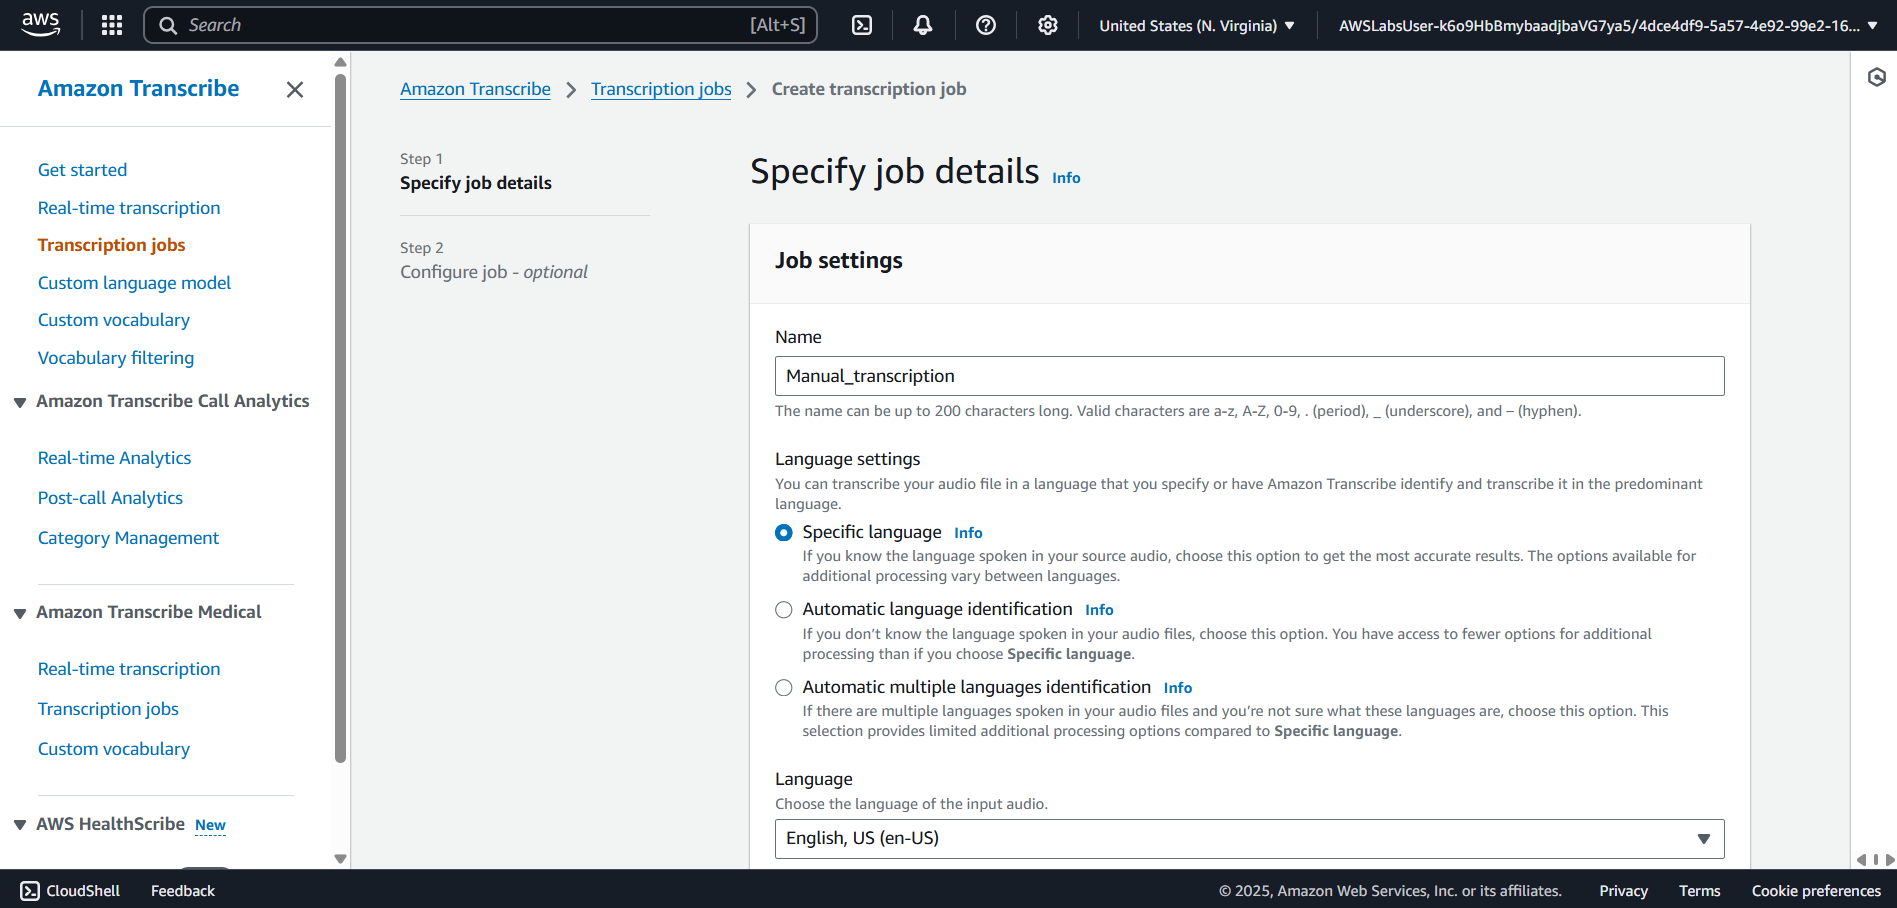 aws
Search [Alt+S]
United States (N. Virginia)
AWSLabsUser-k6o9HbBmybaadjbaVG7ya5/4dce4df9-5a57-4e92-99e2-16...
Amazon Transcribe
Get started
Real-time transcription
Transcription jobs
Custom language model
Custom vocabulary
Vocabulary filtering
Amazon Transcribe Call Analytics
Real-time Analytics
Post-call Analytics
Category Management
Amazon Transcribe Medical
Real-time transcription
Transcription jobs
Custom vocabulary
AWS HealthScribe New
Amazon Transcribe > Transcription jobs > Create transcription job
Step 1
Specify job details
Step 2
Configure job - optional
Specify job details Info
Job settings
Name
Manual_transcription
The name can be up to 200 characters long. Valid characters are a-z, A-Z, 0-9, . (period), _ (underscore), and – (hyphen).
Language settings
You can transcribe your audio file in a language that you specify or have Amazon Transcribe identify and transcribe it in the predominant
language.
Specific language Info
If you know the language spoken in your source audio, choose this option to get the most accurate results. The options available for
additional processing vary between languages.
Automatic language identification Info
If you don’t know the language spoken in your audio files, choose this option. You have access to fewer options for additional
processing than if you choose Specific language.
Automatic multiple languages identification Info
If there are multiple languages spoken in your audio files and you’re not sure what these languages are, choose this option. This
selection provides limited additional processing options compared to Specific language.
Language
Choose the language of the input audio.
English, US (en-US)
CloudShell Feedback
© 2025, Amazon Web Services, Inc. or its affiliates. Privacy Terms Cookie preferences